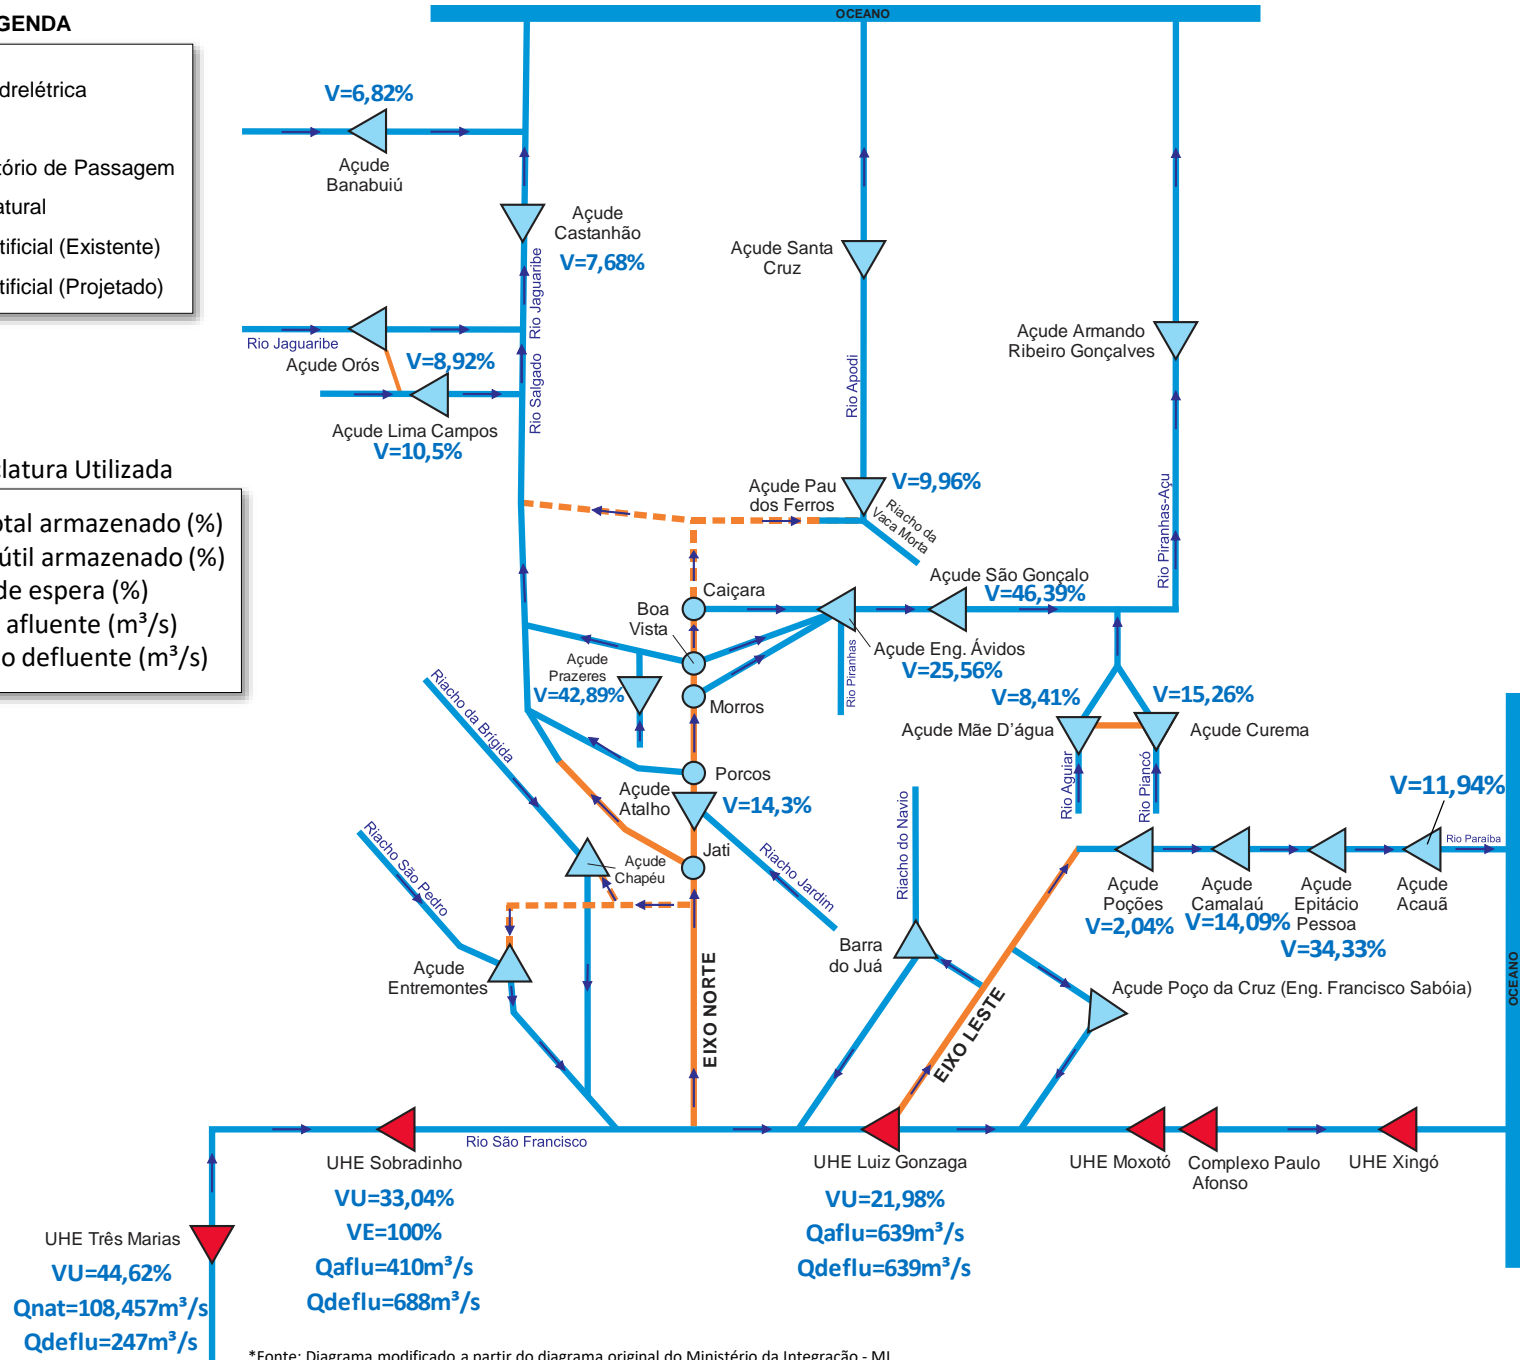 GENDA
OCEANO
drelétrica
tório de Passagem
atural
tificial (Existente)
tificial (Projetado)
V=6,82%
Açude
Banabuiú
Açude
Castanhão
V=7,68%
Rio Jaguaribe
Açude Santa
Cruz
Açude Armando
Ribeiro Gonçalves
Rio Jaguaribe
Açude Orós
V=8,92%
Rio Salgado
Rio Apodi
Açude Lima Campos
V=10,5%
clatura Utilizada
otal armazenado (%)
útil armazenado (%)
de espera (%)
afluente (m³/s)
o defluente (m³/s)
Açude Pau
dos Ferros
V=9,96%
Riacho da
Vaca Morta
Rio Piranhas-Açu
Caiçara
Boa
Vista
Açude São Gonçalo
V=46,39%
Açude Eng. Ávidos
V=25,56%
Rio Piranhas
Açude
Prazeres
V=42,89%
Morros
Riacho da Brígida
V=8,41%
V=15,26%
Açude Mãe D'água
Açude Curema
Rio Aguiar
Rio Piancó
Porcos
Açude
Atalho
V=14,3%
V=11,94%
Riacho São Pedro
Jati
Açude
Chapéu
Riacho Jardim
Riacho do Navio
Rio Paraíba
Açude
Poções
V=2,04%
Açude
Camalaú
V=14,09%
Açude
Epitácio
Pessoa
V=34,33%
Açude
Acauã
Açude
Entremontes
Barra
do Juá
Açude Poço da Cruz (Eng. Francisco Sabóia)
OCEANO
EIXO NORTE
EIXO LESTE
Rio São Francisco
UHE Sobradinho
VU=33,04%
VE=100%
Qaflu=410m³/s
Qdeflu=688m³/s
UHE Luiz Gonzaga
VU=21,98%
Qaflu=639m³/s
Qdeflu=639m³/s
UHE Moxotó
Complexo Paulo
Afonso
UHE Xingó
UHE Três Marias
VU=44,62%
Qnat=108,457m³/s
Qdeflu=247m³/s
*Fonte: Diagrama modificado a partir do diagrama original do Ministério da Integração - MI